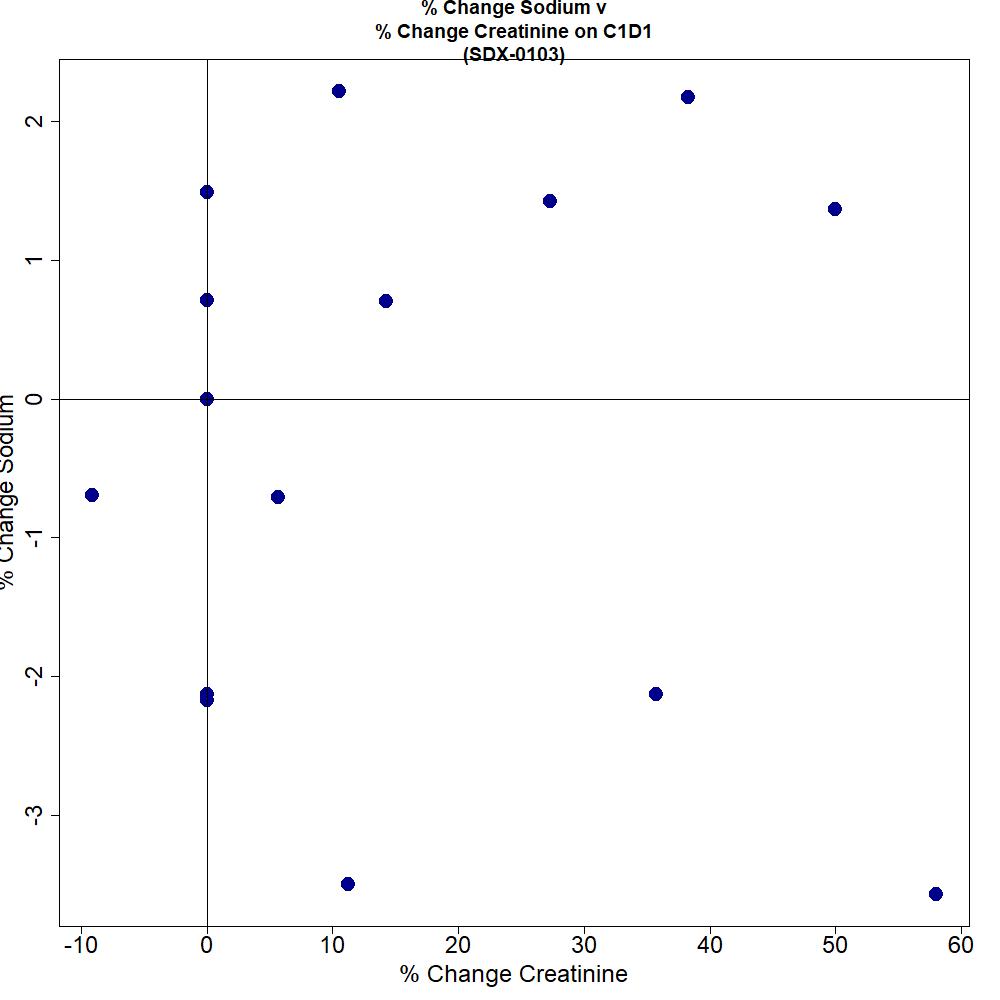 % Change Sodium v
% Change Creatinine on C1D1
(SDX-0103)
% Change Sodium
2
1
0
-1
-2
-3
-10 0 10 20 30 40 50 60
% Change Creatinine